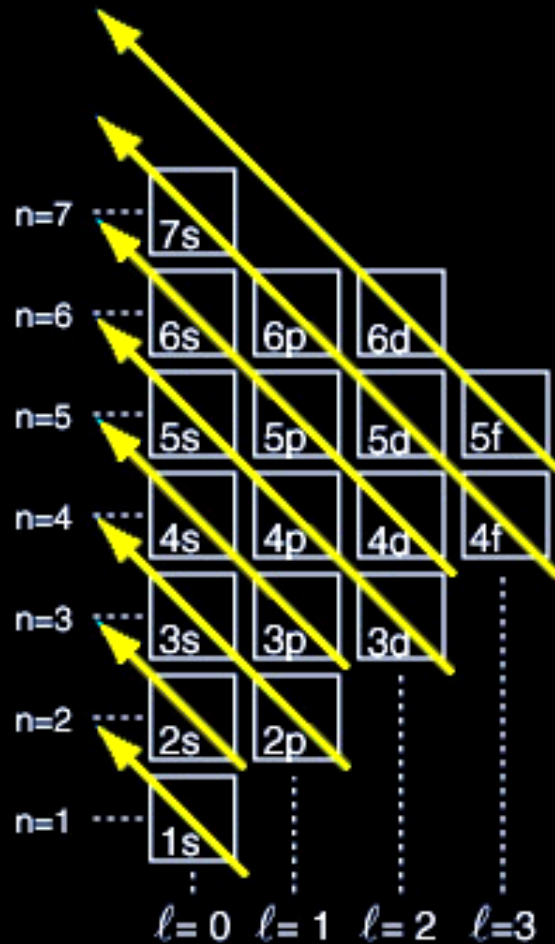 n=7 7s
n=6 6s 6p 6d
n=5 5s 5p 5d 5f
n=4 4s 4p 4d 4f
n=3 3s 3p 3d
n=2 2s 2p
n=1 1s
ℓ= 0 ℓ= 1 ℓ= 2 ℓ=3